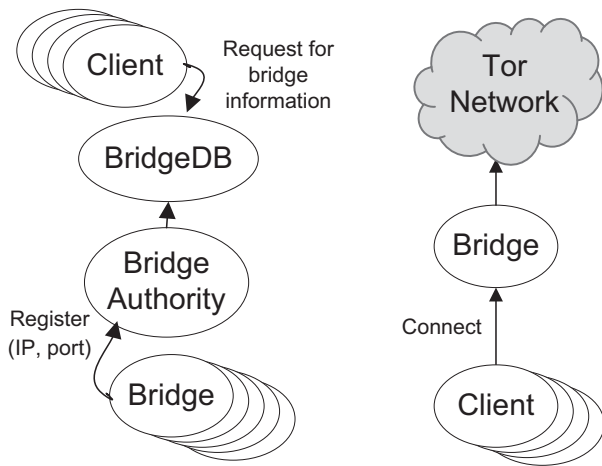 Client
Request for
bridge
information
BridgeDB
Bridge
Authority
Register
(IP, port)
Bridge
Tor
Network
Bridge
Connect
Client